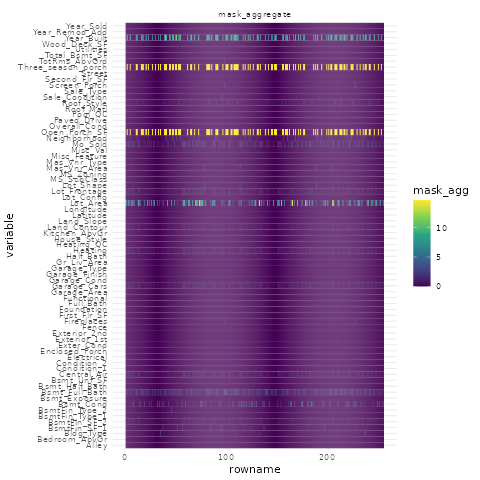 mask_aggregate
Year_Sold
Year_Remod_Add
Year_Built
Wood_Deck_SF
Utilities
Total_Bsmt_SF
TotRms_AbvGrd
Three_season_porch
Street
Second_Flr_SF
Screen_Porch
Sale_Type
Sale_Condition
Roof_Style
Roof_Matl
Pool_QC
Paved_Drive
Overall_Cond
Open_Porch_SF
Neighborhood
Mo_Sold
Misc_Val
Misc_Feature
Mas_Vnr_Type
Mas_Vnr_Area
MS_Zoning
MS_SubClass
Lot_Shape
Lot_Frontage
Lot_Config
Lot_Area
Longitude
Latitude
Land_Slope
Land_Contour
Kitchen_AbvGr
House_Style
Heating_QC
Heating
Half_Bath
Gr_Liv_Area
Garage_Type
Garage_Finish
Garage_Cond
Garage_Cars
Garage_Area
Functional
Full_Bath
Foundation
First_Flr_SF
Fireplaces
Fence
Exterior_2nd
Exterior_1st
Exter_Cond
Enclosed_Porch
Electrical
Condition_2
Condition_1
Central_Air
Bsmt_Unf_SF
Bsmt_Half_Bath
Bsmt_Full_Bath
Bsmt_Exposure
Bsmt_Cond
BsmtFin_Type_2
BsmtFin_Type_1
BsmtFin_SF_2
BsmtFin_SF_1
Bldg_Type
Bedroom_AbvGr
Alley
variable
0 100 200
rowname
mask_agg
10
5
0